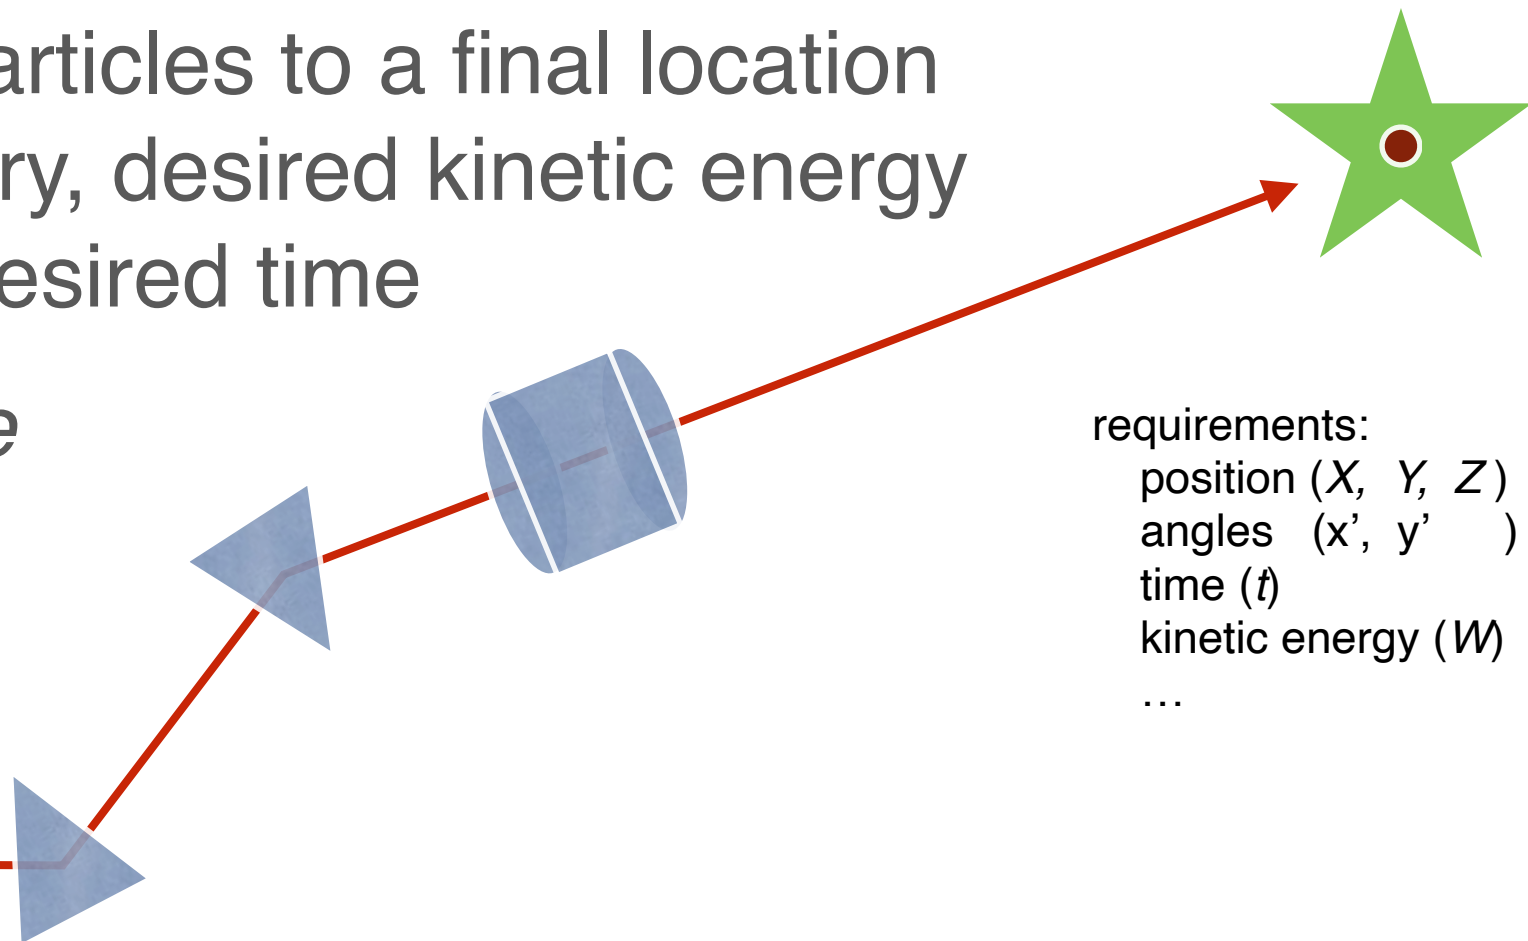 articles to a final location
ry, desired kinetic energy
esired time
e
requirements:
position (X, Y, Z )
angles (x’, y’ )
time (t)
kinetic energy (W)
…